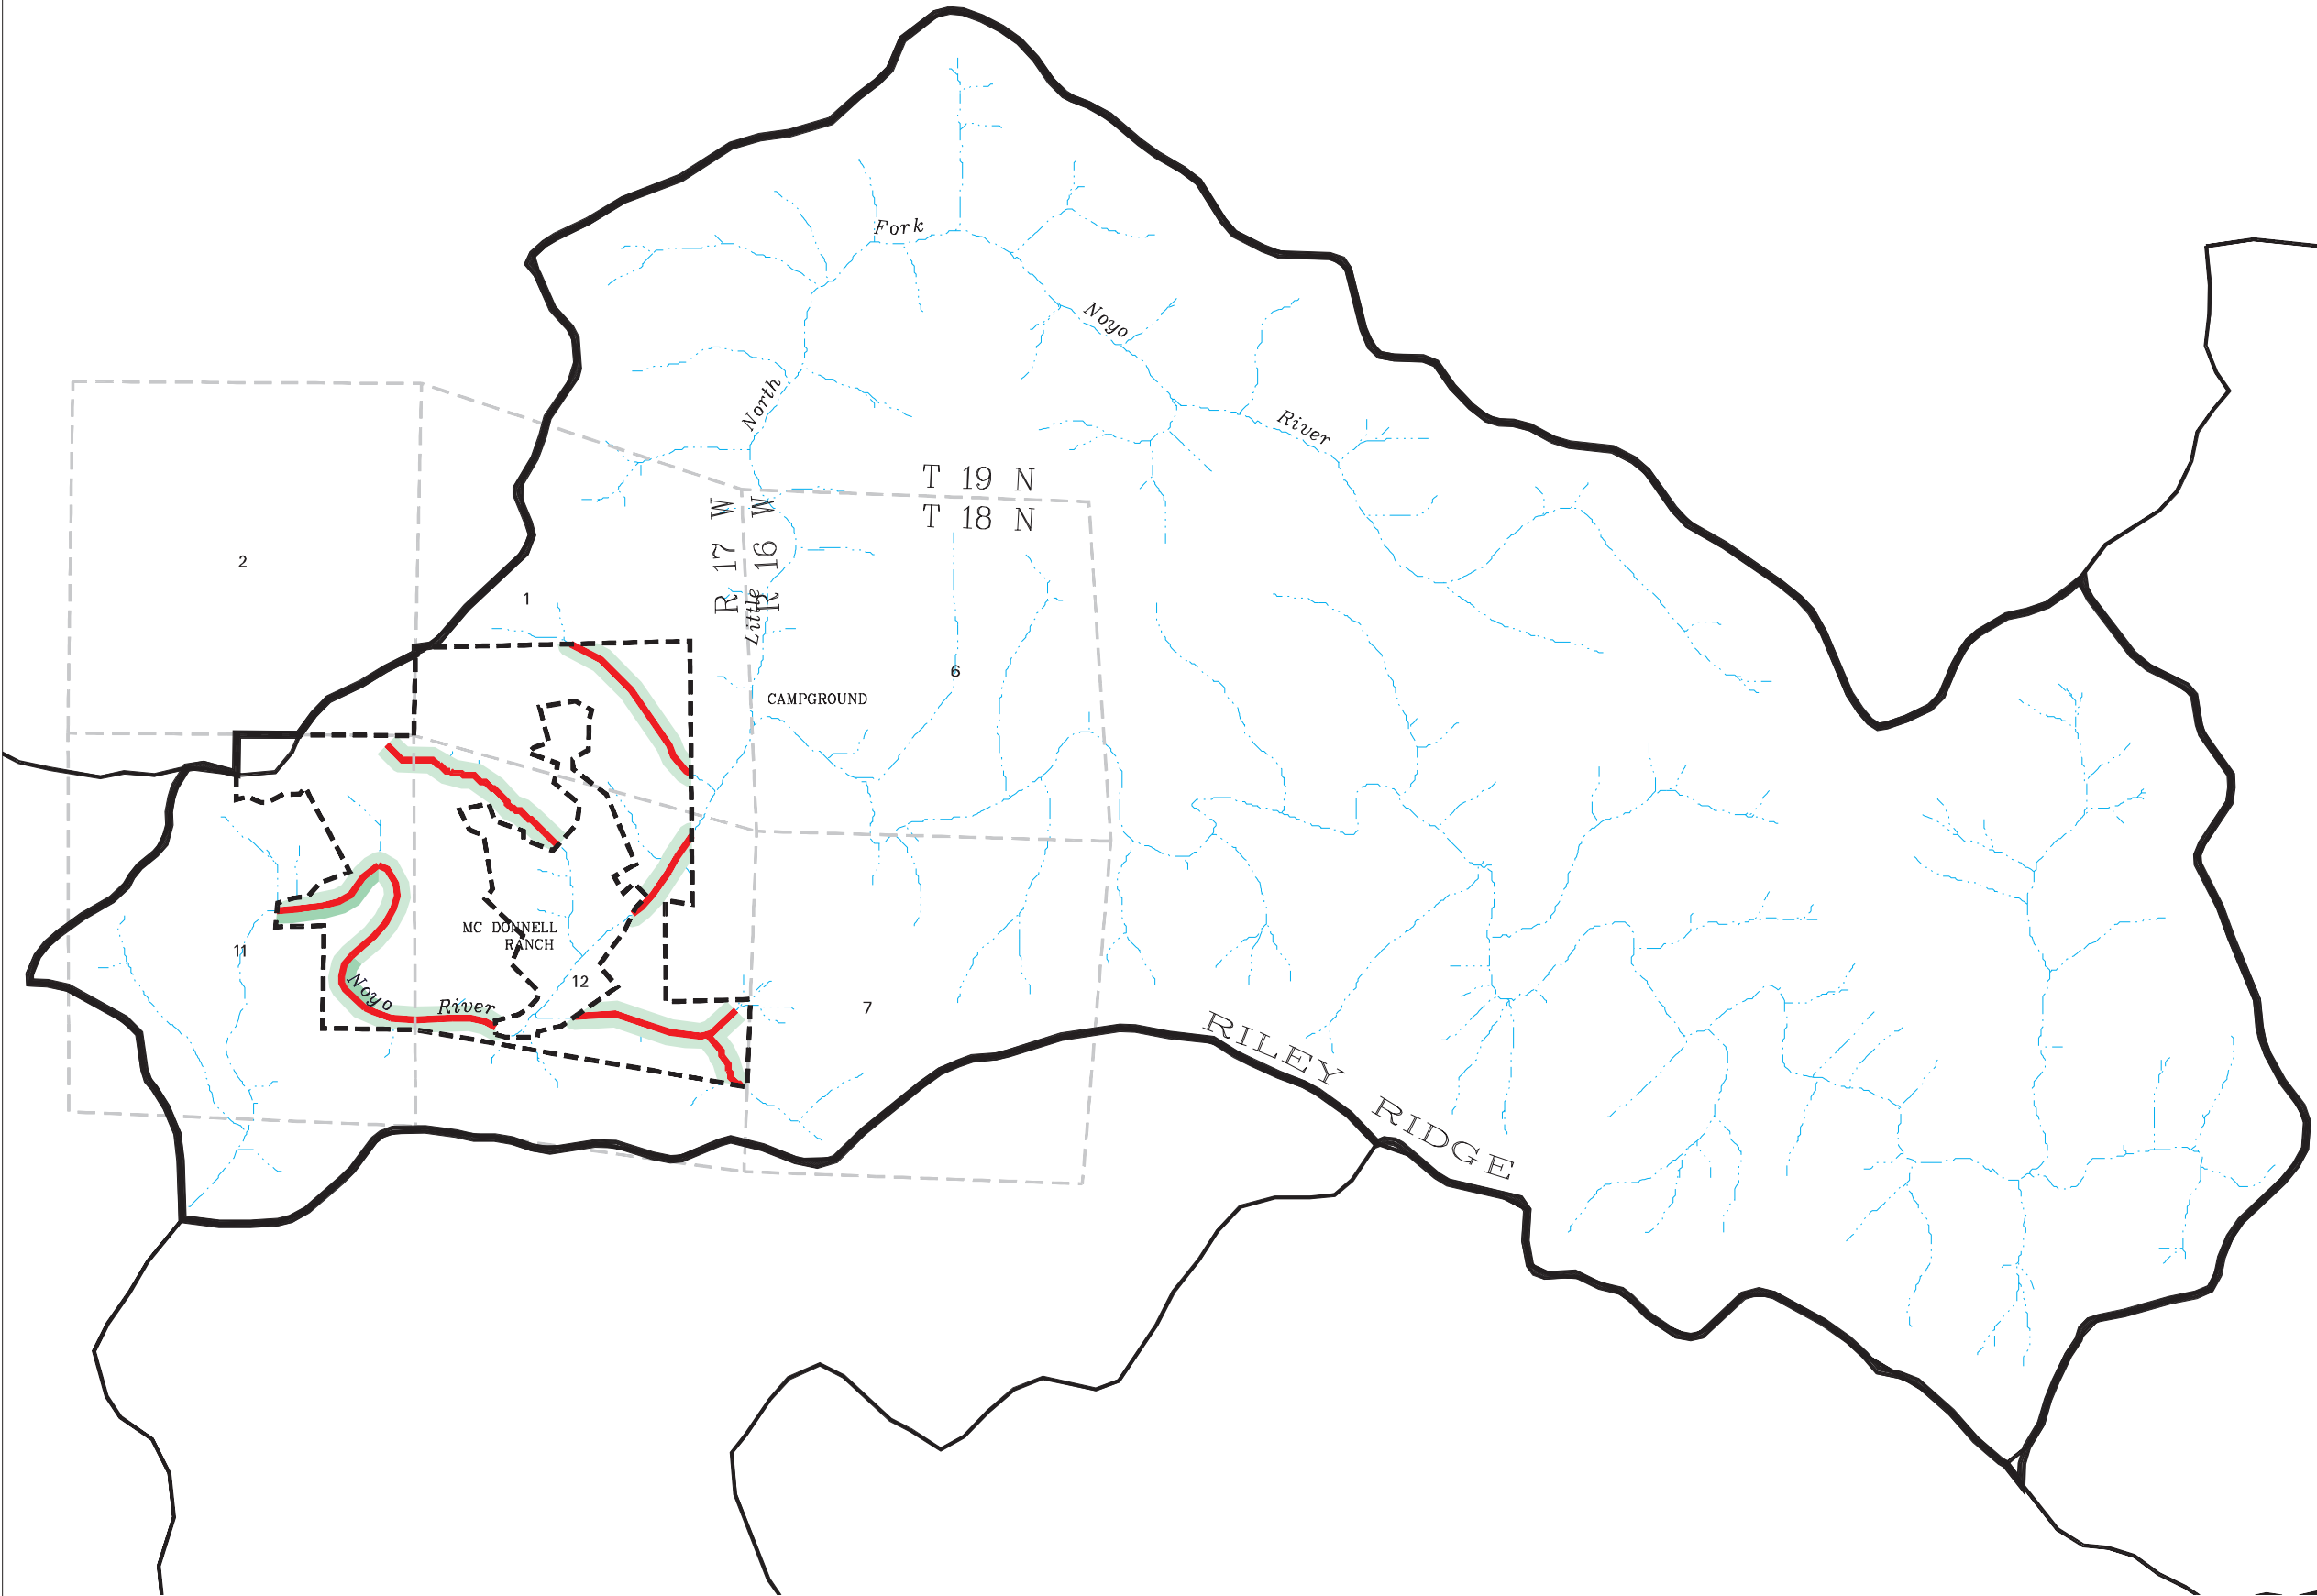 Fork
Noyo
North
River
T 19 N
T 18 N
R 17 W
R 16 W
Little
2
1
6
CAMPGROUND
MC DONNELL
RANCH
11
12
7
Noyo
River
RILEY
RIDGE